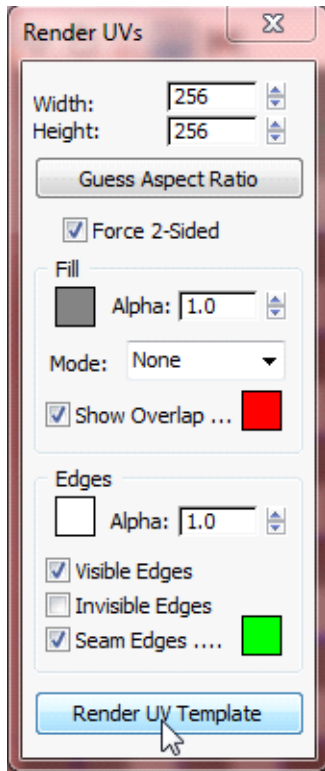 Render UVs
Width: 256
Height: 256
Guess Aspect Ratio
Force 2-Sided
Fill
Alpha: 1.0
Mode: None
Show Overlap ...
Edges
Alpha: 1.0
Visible Edges
Invisible Edges
Seam Edges ....
Render UV Template